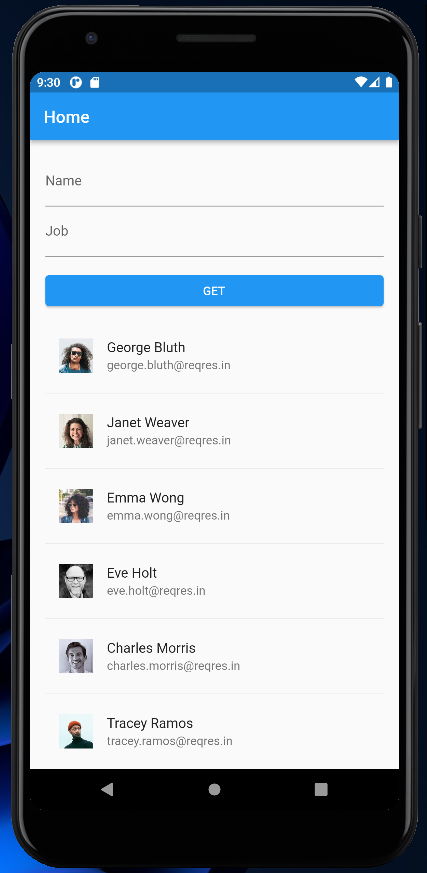 9:30
Home
Name
Job
GET
George Bluth
george.bluth@reqres.in
Janet Weaver
janet.weaver@reqres.in
Emma Wong
emma.wong@reqres.in
Eve Holt
eve.holt@reqres.in
Charles Morris
charles.morris@reqres.in
Tracey Ramos
tracey.ramos@reqres.in